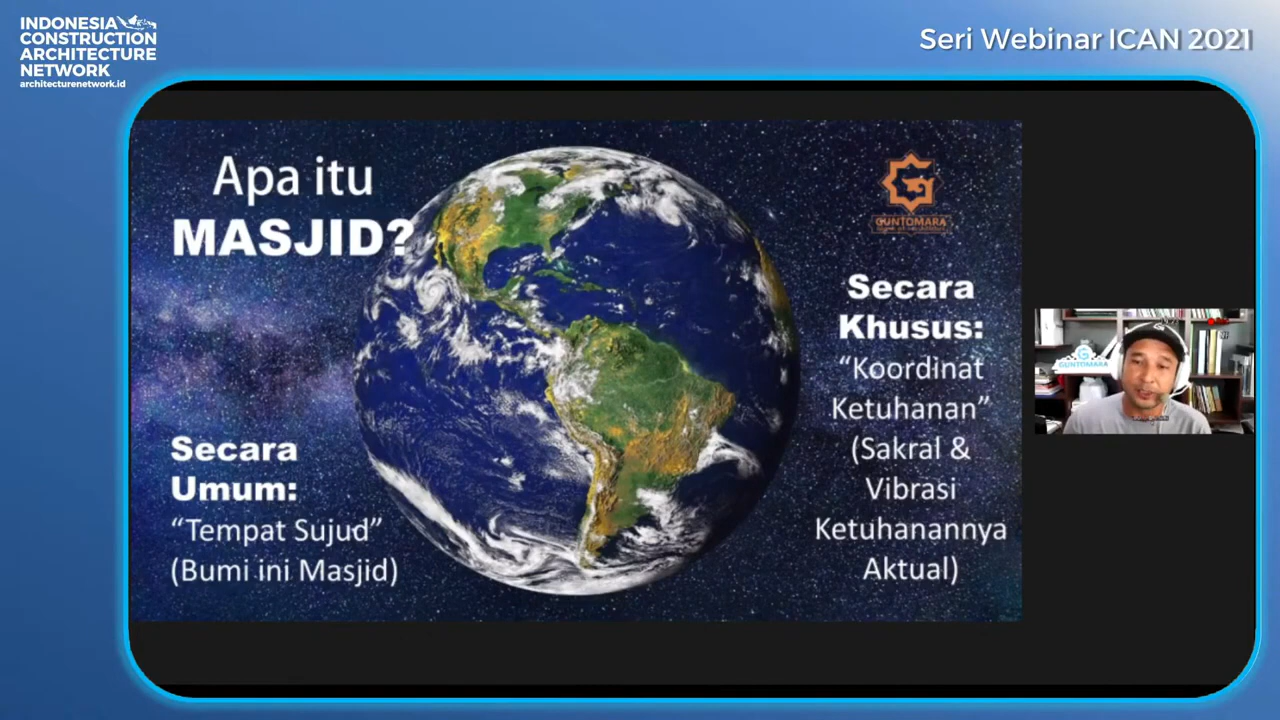 INDONESIA
CONSTRUCTION
ARCHITECTURE
NETWORK
architecturenetwork.id
Seri Webinar ICAN 2021
Apa itu
MASJID?
GUNTOMARA
Secara
Khusus:
“Koordinat
Ketuhanan”
(Sakral &
Vibrasi
Ketuhanannya
Aktual)
Secara
Umum:
“Tempat Sujud”
(Bumi ini Masjid)
GUNTOMARA